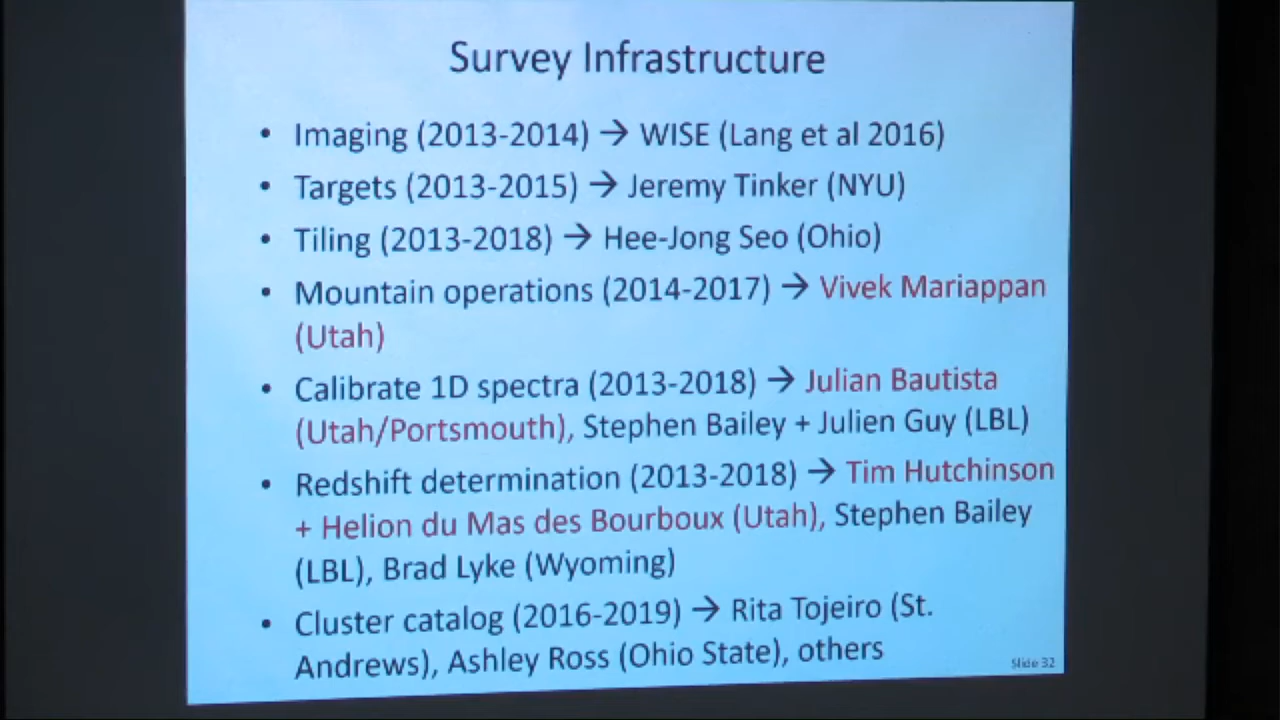 Survey Infrastructure
• Imaging (2013-2014) → WISE (Lang et al 2016)
• Targets (2013-2015) → Jeremy Tinker (NYU)
• Tiling (2013-2018) → Hee-Jong Seo (Ohio)
• Mountain operations (2014-2017) → Vivek Mariappan
(Utah)
• Calibrate 1D spectra (2013-2018) → Julian Bautista
(Utah/Portsmouth), Stephen Bailey + Julien Guy (LBL)
• Redshift determination (2013-2018) → Tim Hutchinson
+ Helion du Mas des Bourboux (Utah), Stephen Bailey
(LBL), Brad Lyke (Wyoming)
• Cluster catalog (2016-2019) → Rita Tojeiro (St.
Andrews), Ashley Ross (Ohio State), others
Slide 32